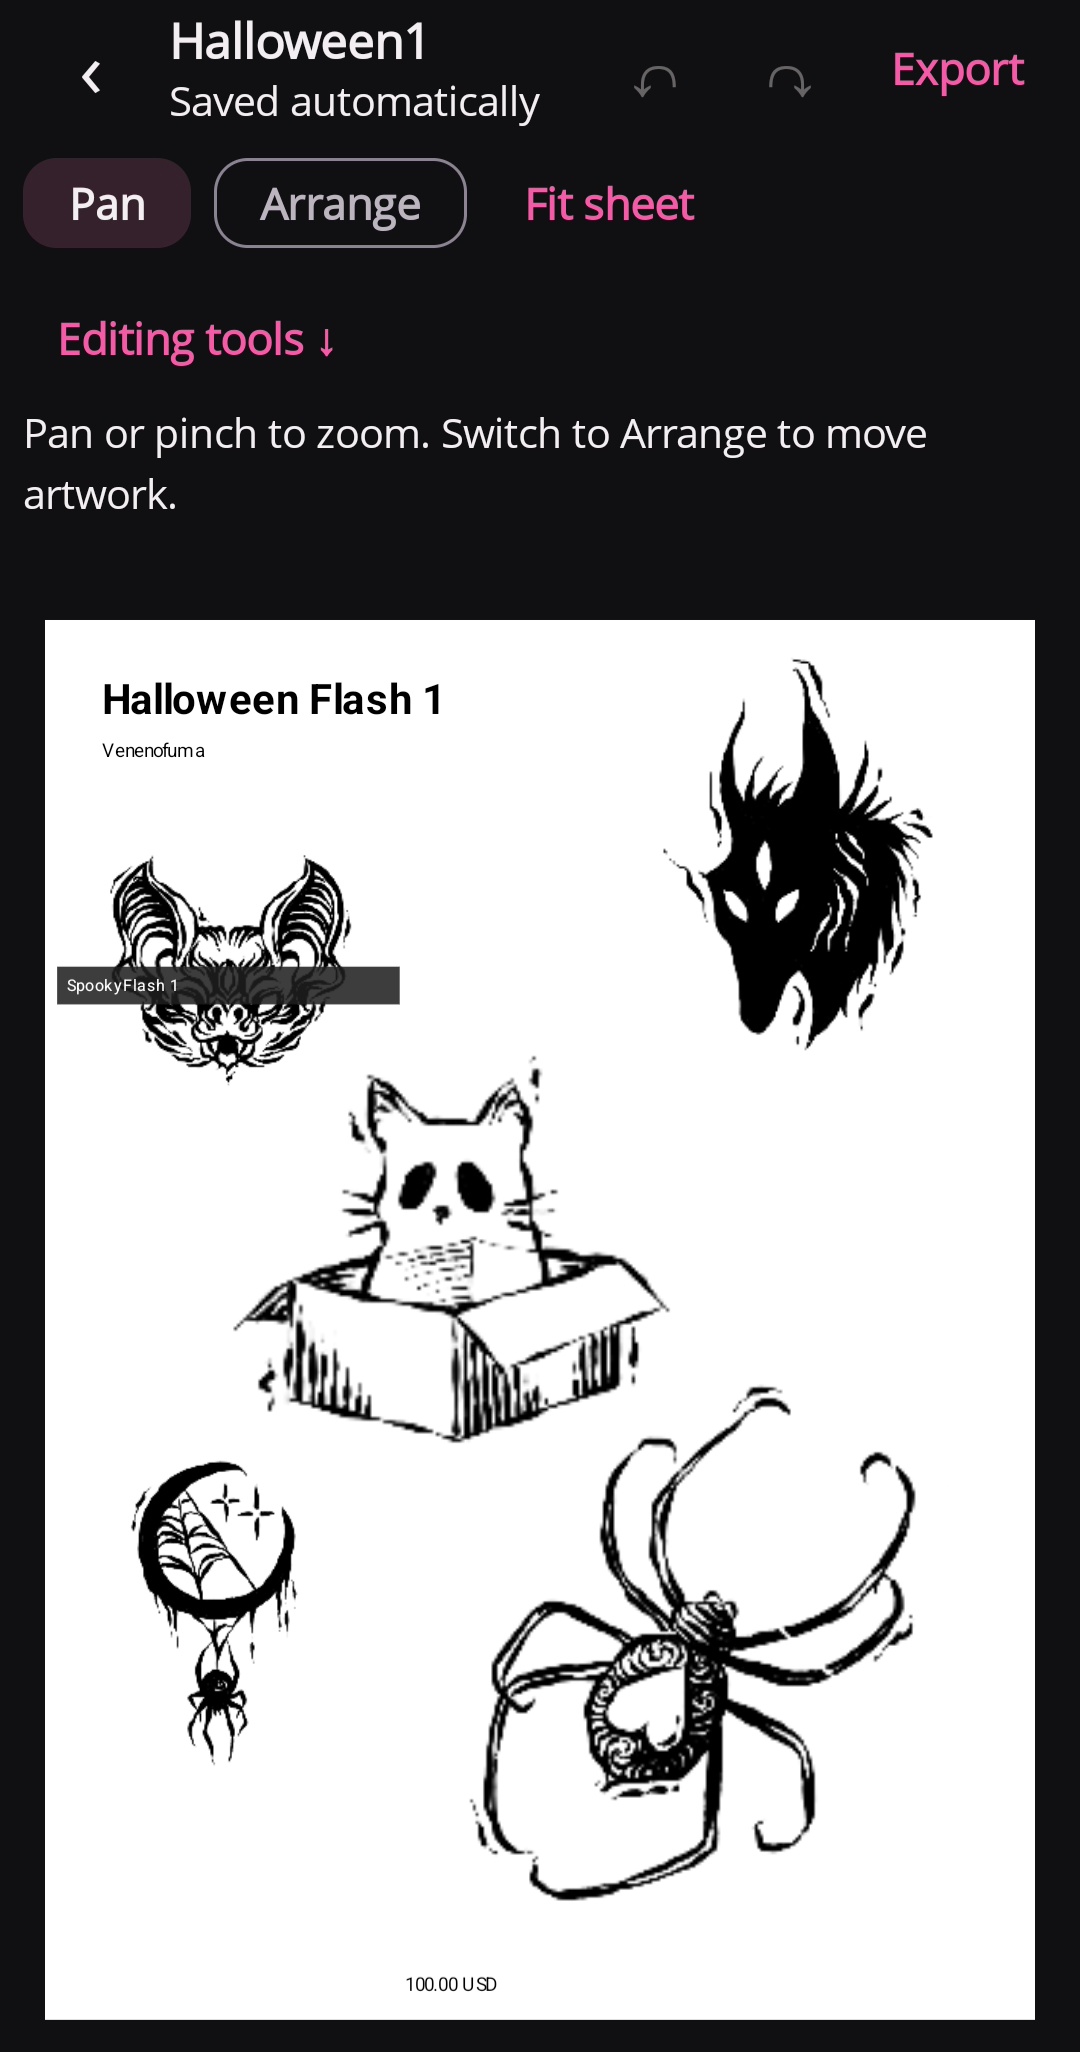 Halloween1
Saved automatically
Export
Pan
Arrange
Fit sheet
Editing tools ↓
Pan or pinch to zoom. Switch to Arrange to move
artwork.
Halloween Flash 1
Venenofuma
SpookyFlash 1
100.00 USD